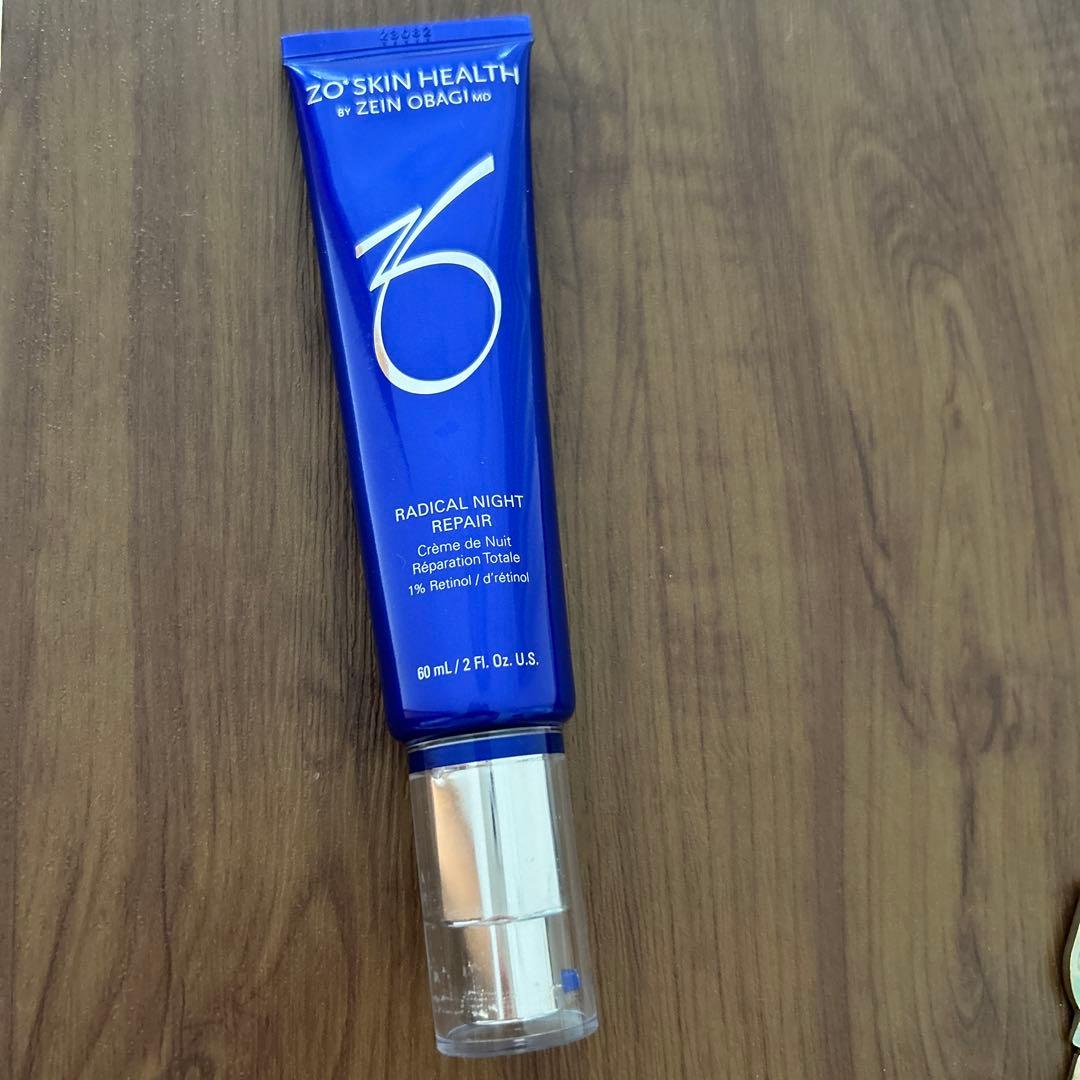 23082
ZO® SKIN HEALTH
BY ZEIN OBAGI MD
RADICAL NIGHT
REPAIR
Crème de Nuit
Réparation Totale
1% Retinol / d'rétinol
60 mL / 2 Fl. Oz. U.S.